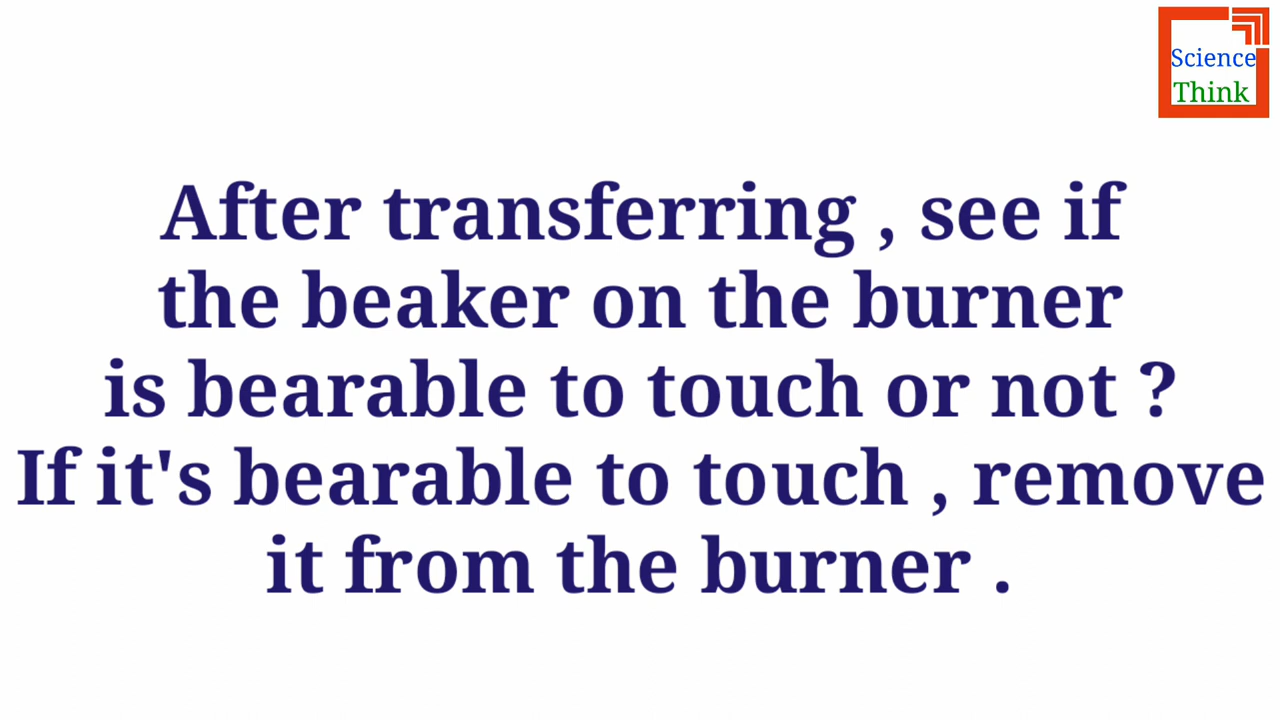 Science
Think
After transferring , see if
the beaker on the burner
is bearable to touch or not ?
If it's bearable to touch , remove
it from the burner .